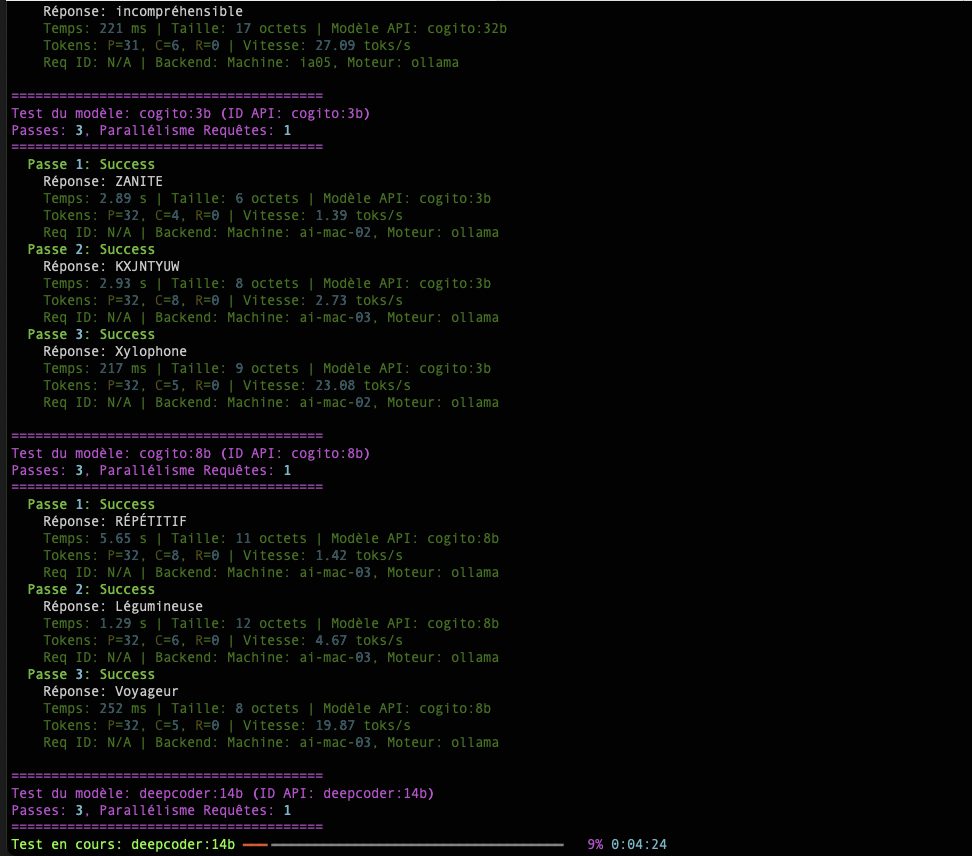 Réponse: incompréhensible
Temps: 221 ms | Taille: 17 octets | Modèle API: cogito:32b
Tokens: P=31, C=6, R=0 | Vitesse: 27.09 toks/s
Req ID: N/A | Backend: Machine: ia05, Moteur: ollama
=======================================
Test du modèle: cogito:3b (ID API: cogito:3b)
Passes: 3, Parallélisme Requêtes: 1
=======================================
Passe 1: Success
Réponse: ZANITE
Temps: 2.89 s | Taille: 6 octets | Modèle API: cogito:3b
Tokens: P=32, C=4, R=0 | Vitesse: 1.39 toks/s
Req ID: N/A | Backend: Machine: ai-mac-02, Moteur: ollama
Passe 2: Success
Réponse: KXJNTYUW
Temps: 2.93 s | Taille: 8 octets | Modèle API: cogito:3b
Tokens: P=32, C=8, R=0 | Vitesse: 2.73 toks/s
Req ID: N/A | Backend: Machine: ai-mac-03, Moteur: ollama
Passe 3: Success
Réponse: Xylophone
Temps: 217 ms | Taille: 9 octets | Modèle API: cogito:3b
Tokens: P=32, C=5, R=0 | Vitesse: 23.08 toks/s
Req ID: N/A | Backend: Machine: ai-mac-02, Moteur: ollama
=======================================
Test du modèle: cogito:8b (ID API: cogito:8b)
Passes: 3, Parallélisme Requêtes: 1
=======================================
Passe 1: Success
Réponse: RÉPÉTITIF
Temps: 5.65 s | Taille: 11 octets | Modèle API: cogito:8b
Tokens: P=32, C=8, R=0 | Vitesse: 1.42 toks/s
Req ID: N/A | Backend: Machine: ai-mac-03, Moteur: ollama
Passe 2: Success
Réponse: Légumineuse
Temps: 1.29 s | Taille: 12 octets | Modèle API: cogito:8b
Tokens: P=32, C=6, R=0 | Vitesse: 4.67 toks/s
Req ID: N/A | Backend: Machine: ai-mac-03, Moteur: ollama
Passe 3: Success
Réponse: Voyageur
Temps: 252 ms | Taille: 8 octets | Modèle API: cogito:8b
Tokens: P=32, C=5, R=0 | Vitesse: 19.87 toks/s
Req ID: N/A | Backend: Machine: ai-mac-03, Moteur: ollama
=======================================
Test du modèle: deepcoder:14b (ID API: deepcoder:14b)
Passes: 3, Parallélisme Requêtes: 1
=======================================
Test en cours: deepcoder:14b 9% 0:04:24